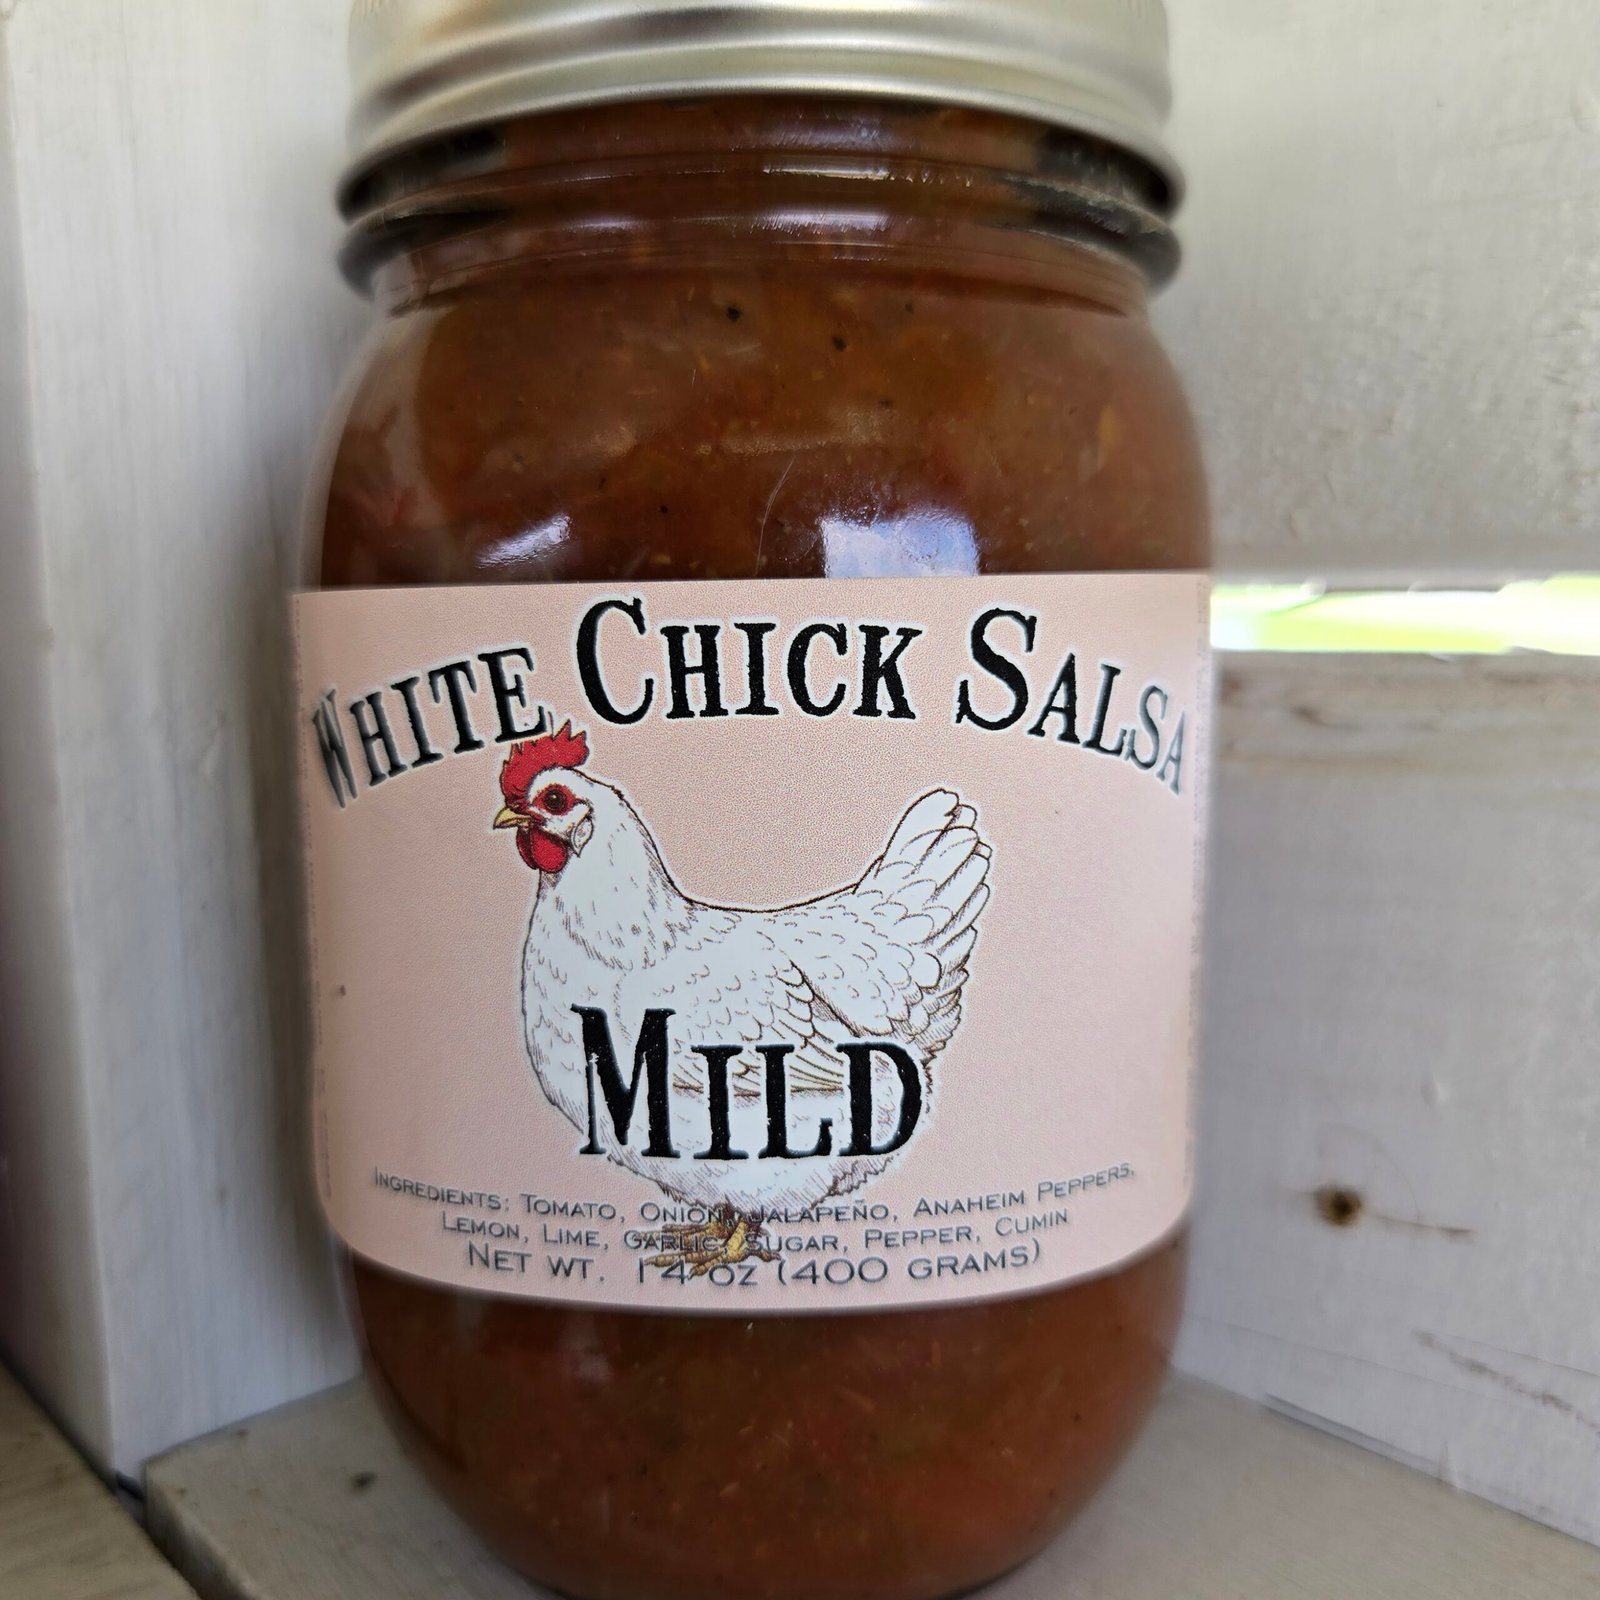 White Chick Salsa
Mild
Ingredients: Tomato, Onion, Jalapeño, Anaheim Peppers,
Lemon, Lime, Garlic, Sugar, Pepper, Cumin
Net wt. 14 oz (400 grams)